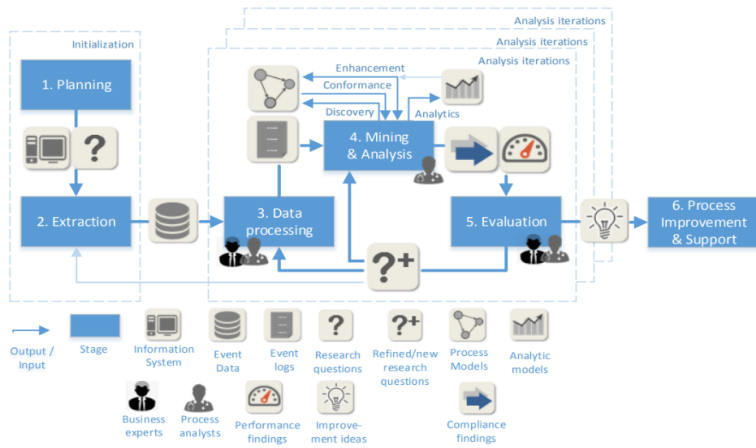 Analysis iterations
Initialization
Analysis iterations
Analysis iterations
1. Planning
Enhancement
Conformance
Discovery
Analytics
4. Mining
& Analysis
2. Extraction
3. Data
processing
5. Evaluation
6. Process
Improvement
& Support
Output /
Input
Stage
Information
System
Event
Data
Event
logs
Research
questions
Refined/new
research
questions
Process
Models
Analytic
models
Business
experts
Process
analysts
Performance
findings
Improve-
ment ideas
Compliance
findings